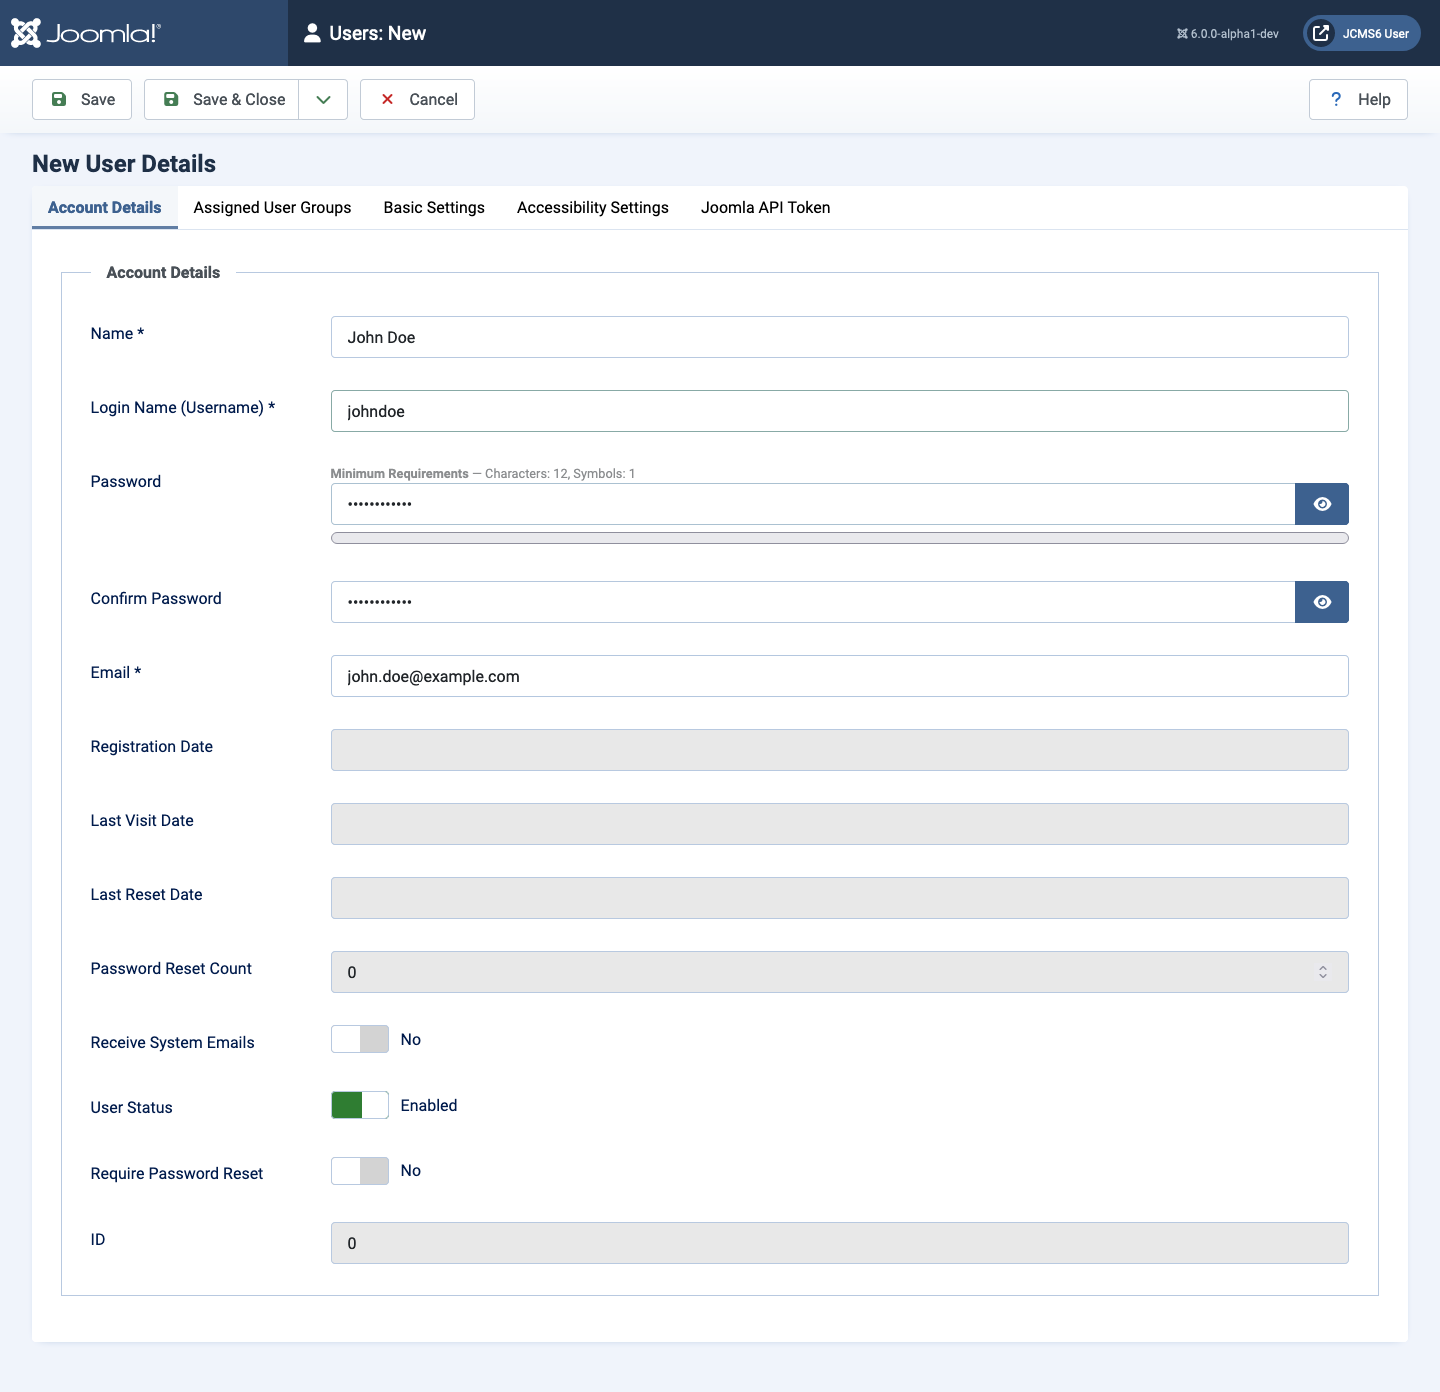 Joomla!®
Users: New
6.0.0-alpha1-dev
JCMS6 User
Save
Save & Close
Cancel
? Help
New User Details
Account Details
Assigned User Groups
Basic Settings
Accessibility Settings
Joomla API Token
Account Details
Name *
John Doe
Login Name (Username) *
johndoe
Password
Minimum Requirements — Characters: 12, Symbols: 1
••••••••••••
Confirm Password
••••••••••••
Email *
john.doe@example.com
Registration Date
Last Visit Date
Last Reset Date
Password Reset Count
0
Receive System Emails
No
User Status
Enabled
Require Password Reset
No
ID
0